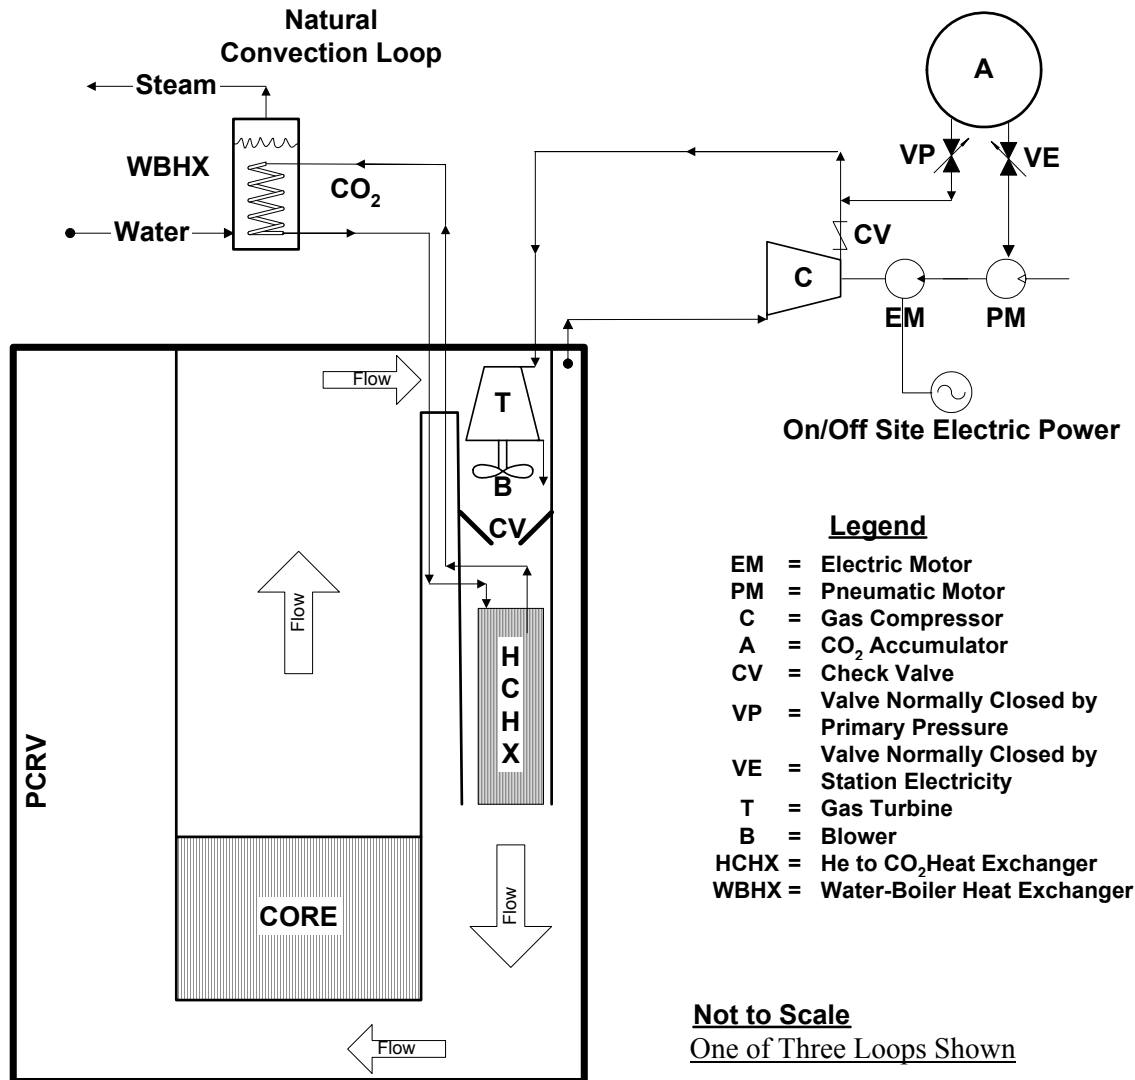 Natural
Convection Loop
Steam
WBHX
CO₂
Water
A
VP
VE
CV
C
EM
PM
On/Off Site Electric Power
Flow
T
B
CV
Flow
HCHX
PCRV
CORE
Flow
Flow
Legend
EM = Electric Motor
PM = Pneumatic Motor
C = Gas Compressor
A = CO₂ Accumulator
CV = Check Valve
VP = Valve Normally Closed by
Primary Pressure
VE = Valve Normally Closed by
Station Electricity
T = Gas Turbine
B = Blower
HCHX = He to CO₂Heat Exchanger
WBHX = Water-Boiler Heat Exchanger
Not to Scale
One of Three Loops Shown